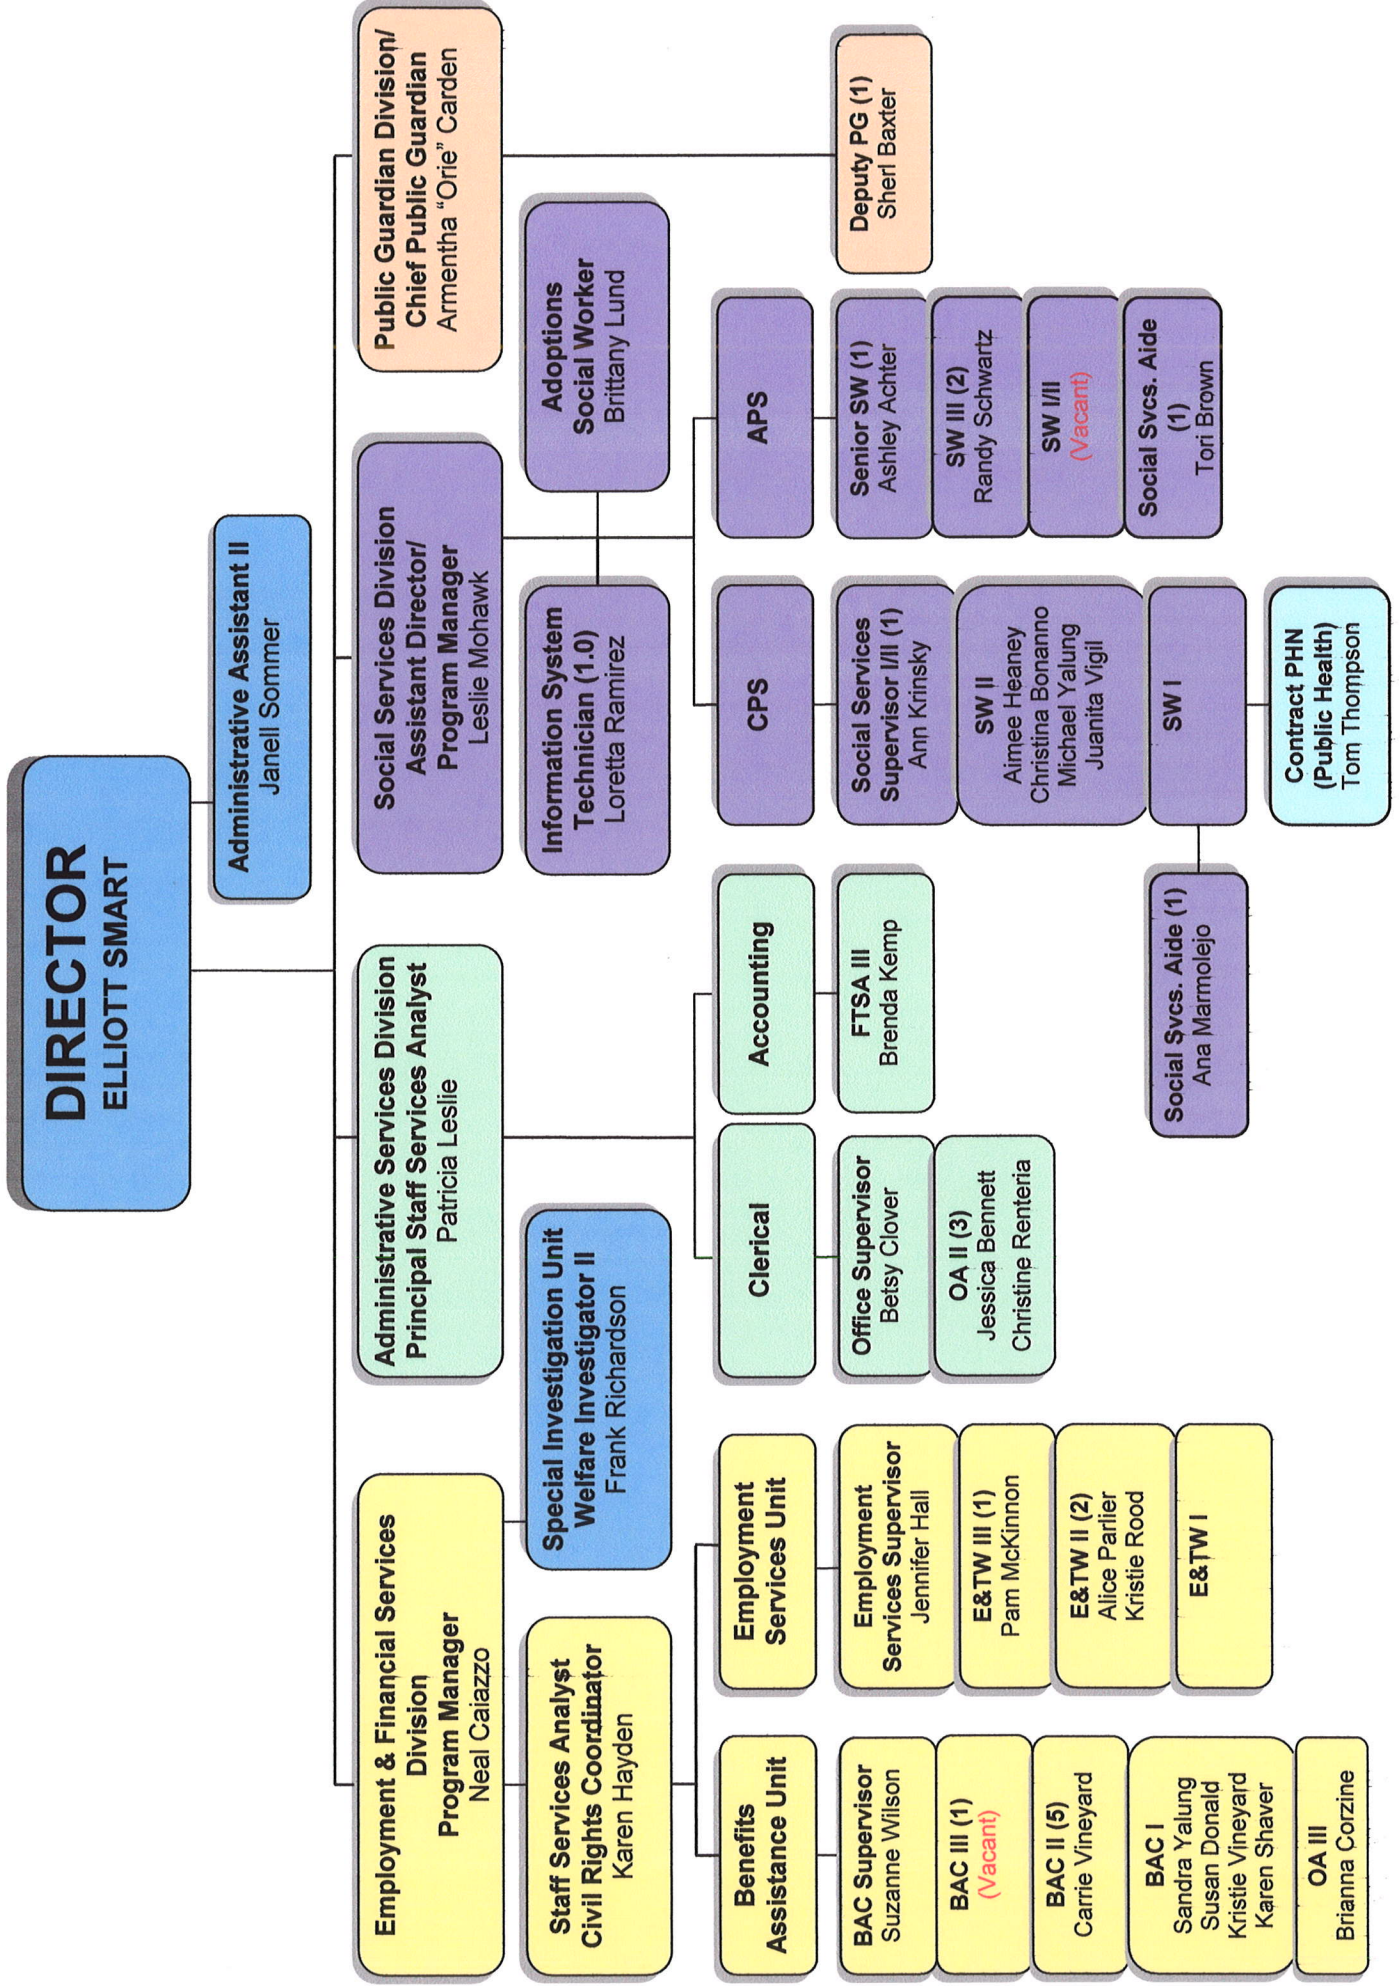 DIRECTOR
ELLIOTT SMART
Administrative Assistant II
Janell Sommer
Employment & Financial Services
Division
Program Manager
Neal Caiazzo
Administrative Services Division
Principal Staff Services Analyst
Patricia Leslie
Social Services Division
Assistant Director/
Program Manager
Leslie Mohawk
Public Guardian Division/
Chief Public Guardian
Armentha “Orie” Carden
Staff Services Analyst
Civil Rights Coordinator
Karen Hayden
Special Investigation Unit
Welfare Investigator II
Frank Richardson
Information System
Technician (1.0)
Loretta Ramirez
Adoptions
Social Worker
Brittany Lund
Benefits
Assistance Unit
BAC Supervisor
Suzanne Wilson
BAC III (1)
(Vacant)
BAC II (5)
Carrie Vineyard
BAC I
Sandra Yalung
Susan Donald
Kristie Vineyard
Karen Shaver
OA III
Brianna Corzine
Employment
Services Unit
Employment
Services Supervisor
Jennifer Hall
E&TW III (1)
Pam McKinnon
E&TW II (2)
Alice Parlier
Kristie Rood
E&TW I
Clerical
Office Supervisor
Betsy Clover
OA II (3)
Jessica Bennett
Christine Renteria
Accounting
FTSA III
Brenda Kemp
CPS
Social Services
Supervisor I/II (1)
Ann Krinsky
SW II
Aimee Heaney
Christina Bonanno
Michael Yalung
Juanita Vigil
SW I
Social Svcs. Aide (1)
Ana Marmolejo
Contract PHN
(Public Health)
Tom Thompson
APS
Senior SW (1)
Ashley Achter
SW III (2)
Randy Schwartz
SW I/II
(Vacant)
Social Svcs. Aide
(1)
Tori Brown
Deputy PG (1)
Sherl Baxter